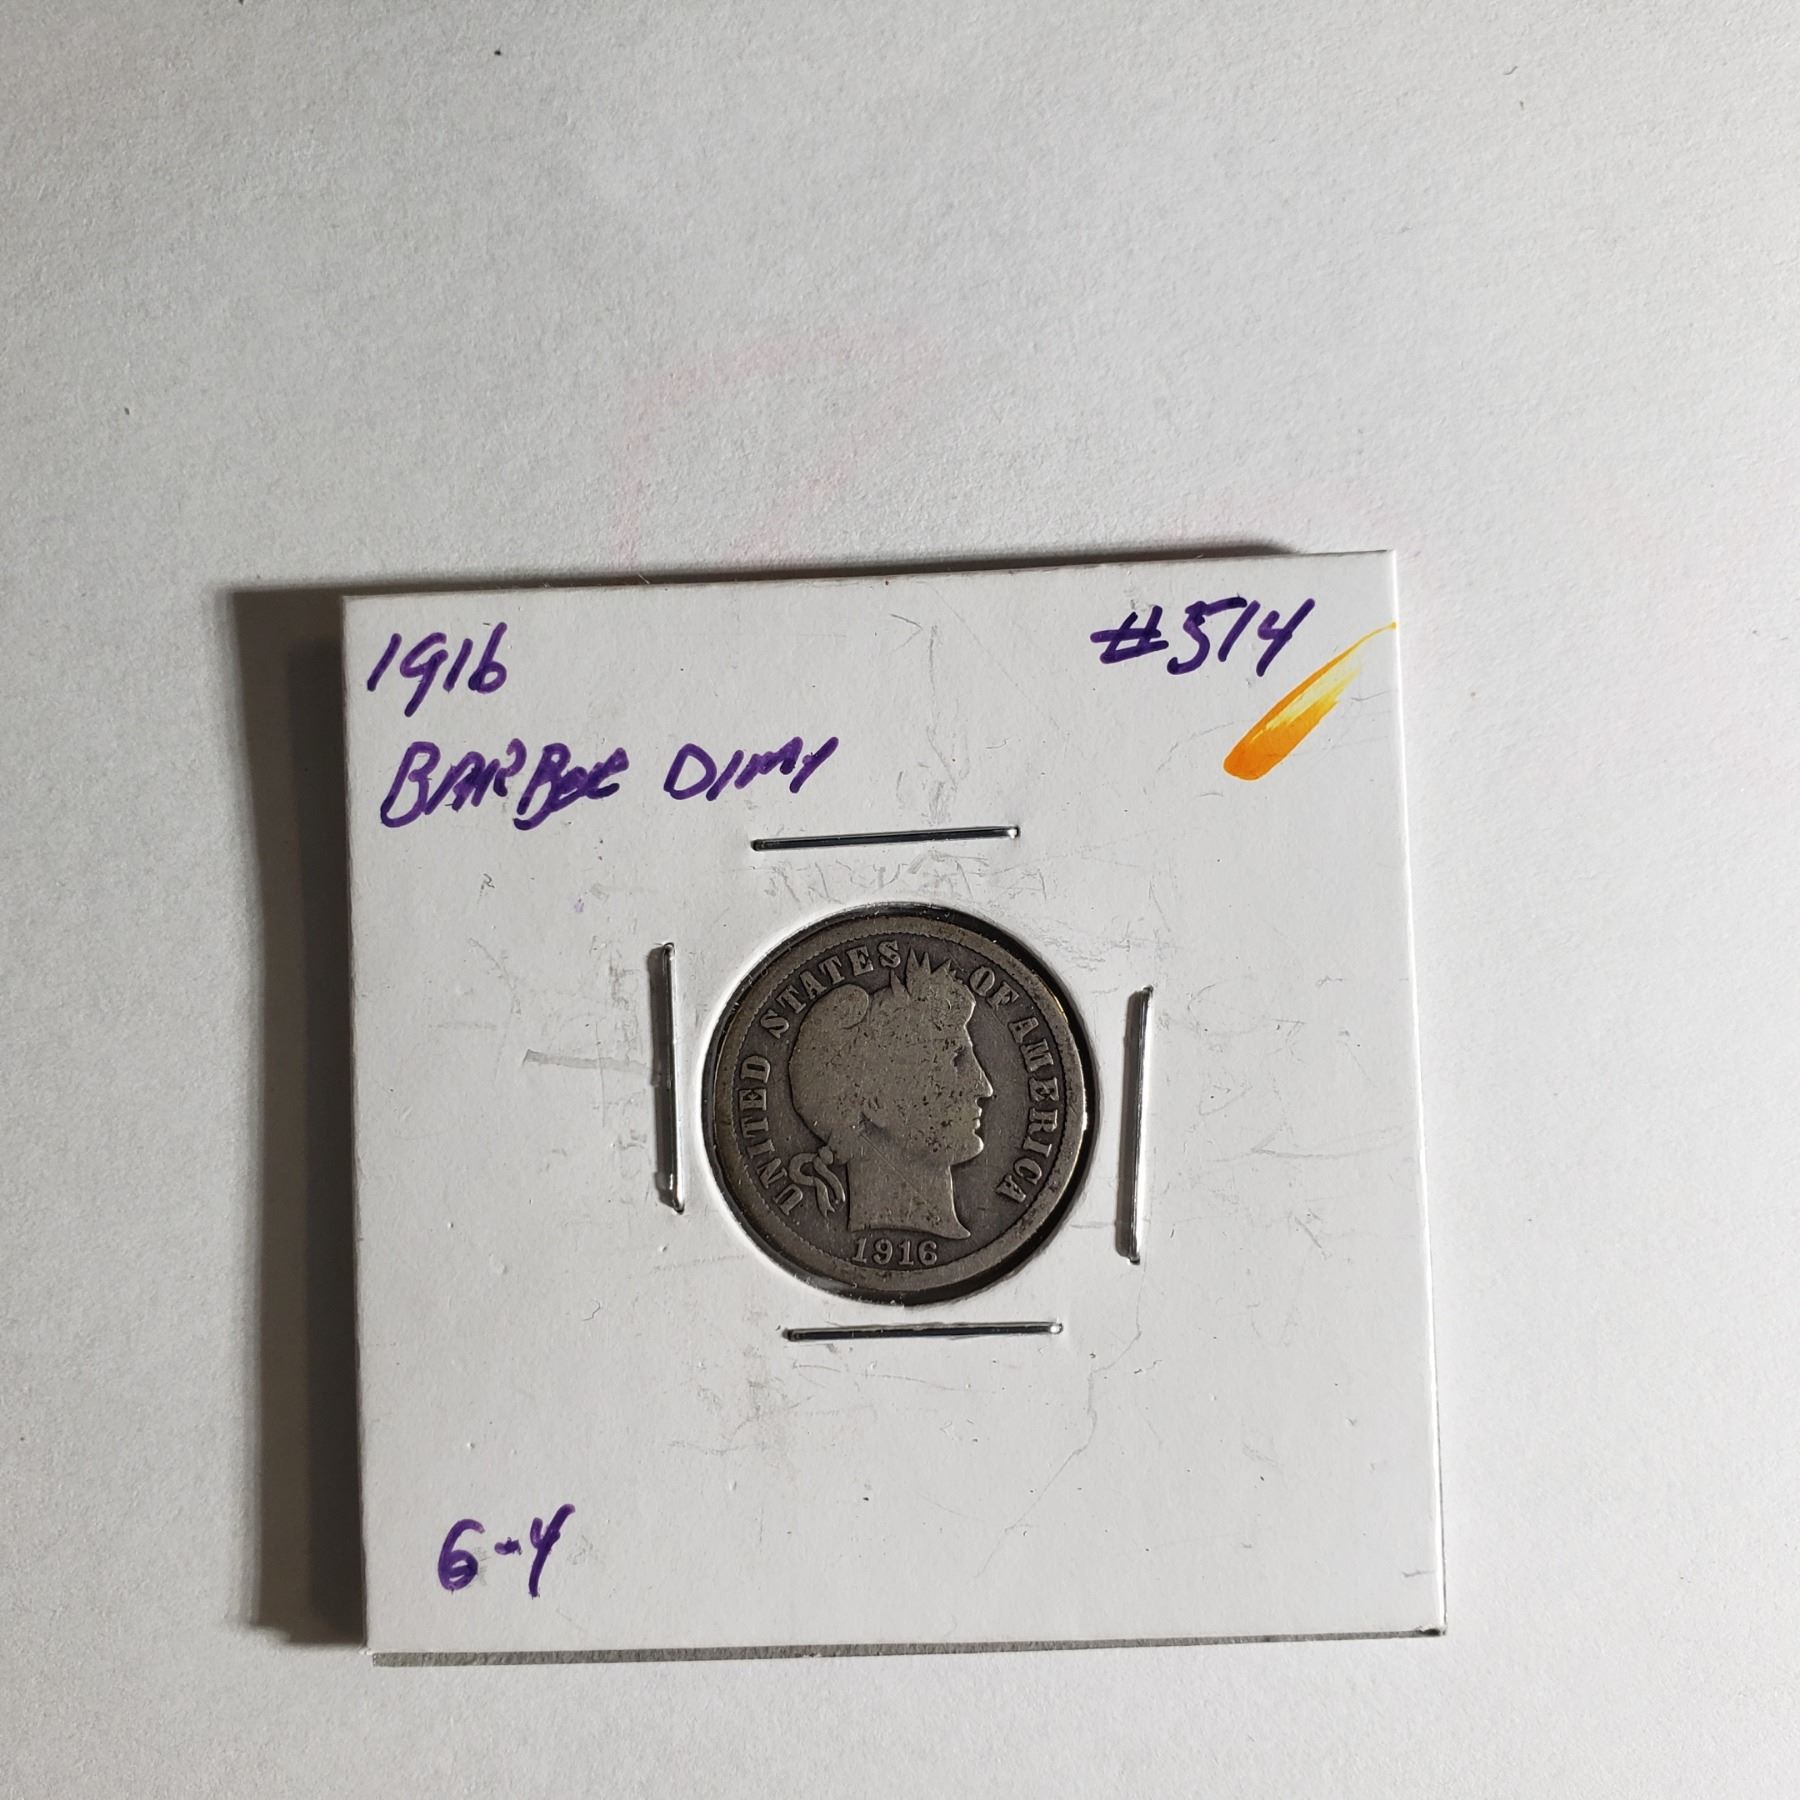 1916
#514
BARBER DIME
UNITED STATES OF AMERICA
1916
G-4